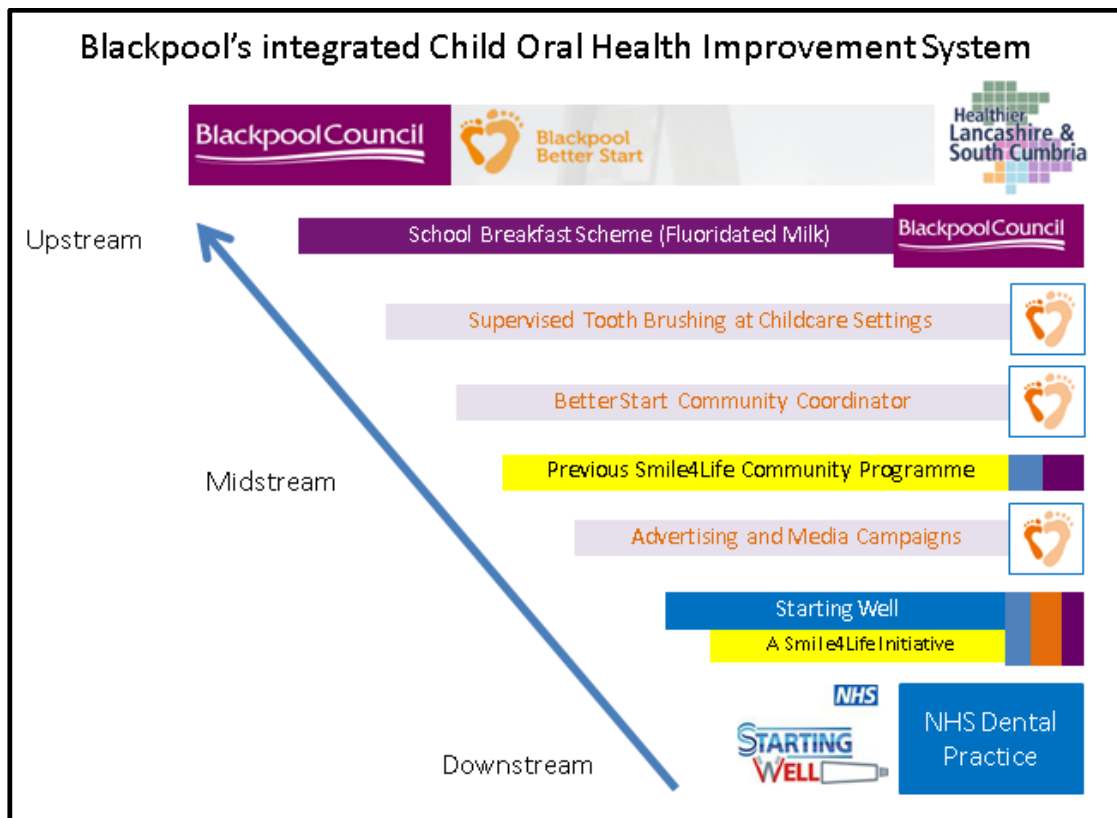 Blackpool's integrated Child Oral Health Improvement System
BlackpoolCouncil
Blackpool
Better Start
Healthier
Lancashire &
South Cumbria
Upstream
School Breakfast Scheme (Fluoridated Milk)
BlackpoolCouncil
Supervised Tooth Brushing at Childcare Settings
BetterStart Community Coordinator
Midstream
Previous Smile4Life Community Programme
Advertising and Media Campaigns
Starting Well
A Smile4Life Initiative
NHS
STARTING
WELL
NHS Dental
Practice
Downstream